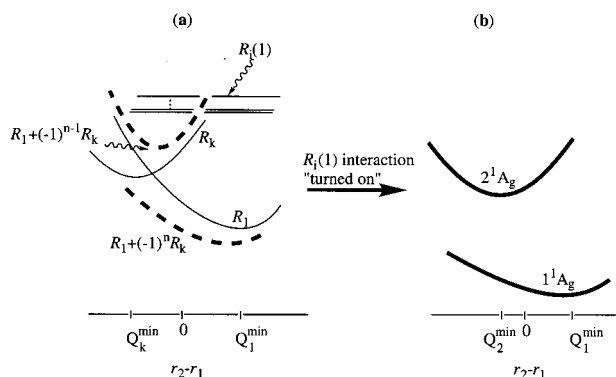 (a)
R_i(1)
R_1+(-1)^{n-1}R_k
R_k
R_1
R_1+(-1)^nR_k
Q_k^{min} 0 Q_1^{min}
r_2-r_1
R_i(1) interaction
"turned on"
(b)
2^1A_g
1^1A_g
Q_2^{min} 0 Q_1^{min}
r_2-r_1